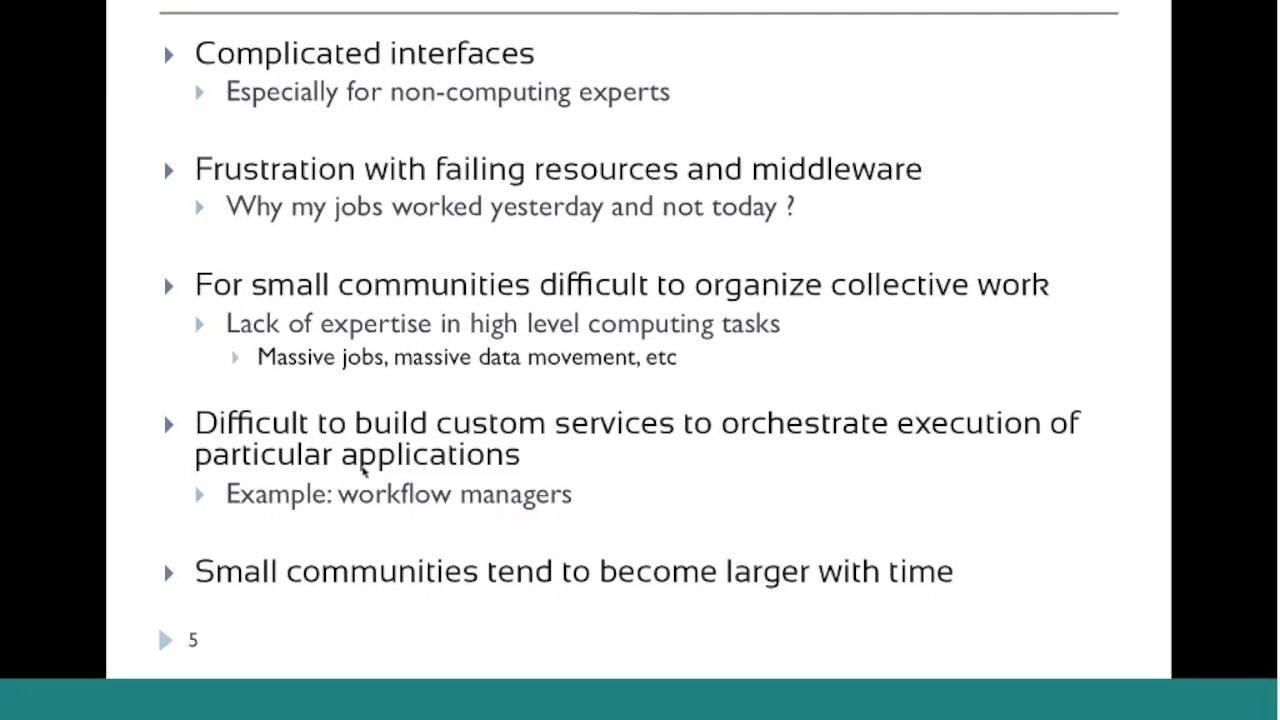 Complicated interfaces
Especially for non-computing experts
Frustration with failing resources and middleware
Why my jobs worked yesterday and not today ?
For small communities difficult to organize collective work
Lack of expertise in high level computing tasks
Massive jobs, massive data movement, etc
Difficult to build custom services to orchestrate execution of
particular applications
Example: workflow managers
Small communities tend to become larger with time
5